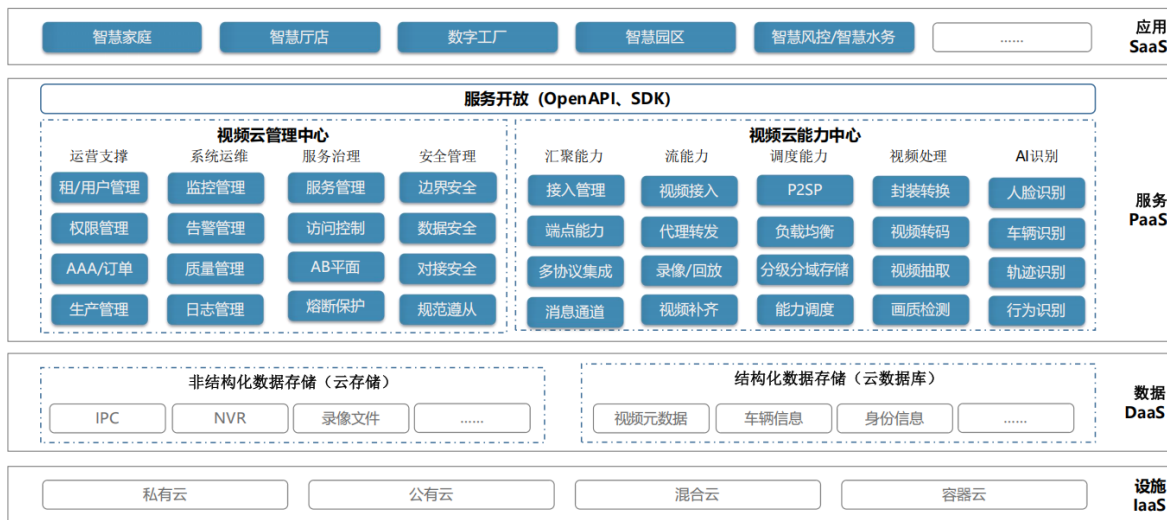 智慧家庭 智慧厅店 数字工厂 智慧园区 智慧风控/智慧水务 ......
应用
SaaS
服务开放 (OpenAPI、SDK)
视频云管理中心 视频云能力中心
运营支撑 系统运维 服务治理 安全管理 汇聚能力 流能力 调度能力 视频处理 AI识别
租/用户管理 监控管理 服务管理 边界安全 接入管理 视频接入 P2SP 封装转换 人脸识别
权限管理 告警管理 访问控制 数据安全 端点能力 代理转发 负载均衡 视频转码 车辆识别
AAA/订单 质量管理 AB平面 对接安全 多协议集成 录像/回放 分级分域存储 视频抽取 轨迹识别
生产管理 日志管理 熔断保护 规范遵从 消息通道 视频补齐 能力调度 画质检测 行为识别
服务
PaaS
非结构化数据存储（云存储） 结构化数据存储（云数据库）
IPC NVR 录像文件 ...... 视频元数据 车辆信息 身份信息 ......
数据
DaaS
私有云 公有云 混合云 容器云
设施
IaaS